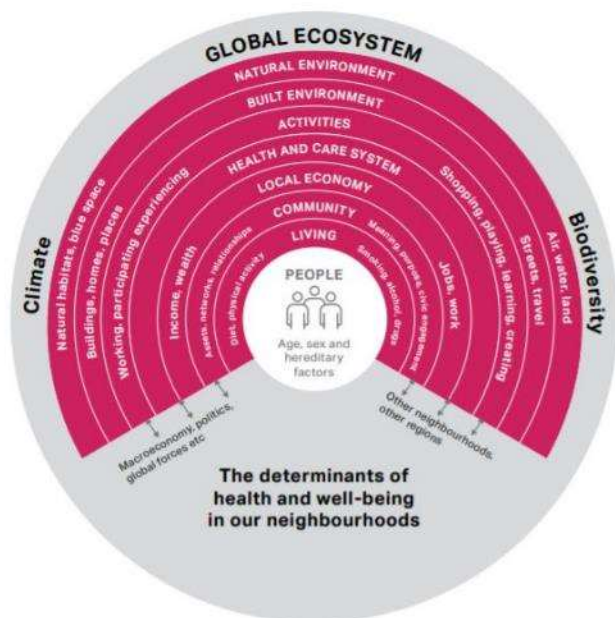 GLOBAL ECOSYSTEM
Climate
Biodiversity
NATURAL ENVIRONMENT
Natural habitats, blue space
Air, water, land
BUILT ENVIRONMENT
Buildings, homes, places
Streets, travel
ACTIVITIES
Working, participating experiencing
Shopping, playing, learning, creating
HEALTH AND CARE SYSTEM
LOCAL ECONOMY
Income, wealth
Jobs, work
COMMUNITY
Assets, networks, relationships
Meaning, purpose, civic engagement
LIVING
Diet, physical activity
Smoking, alcohol, drugs
PEOPLE
Age, sex and
hereditary
factors
Macroeconomy, politics,
global forces etc
Other neighbourhoods,
other regions
The determinants of
health and well-being
in our neighbourhoods